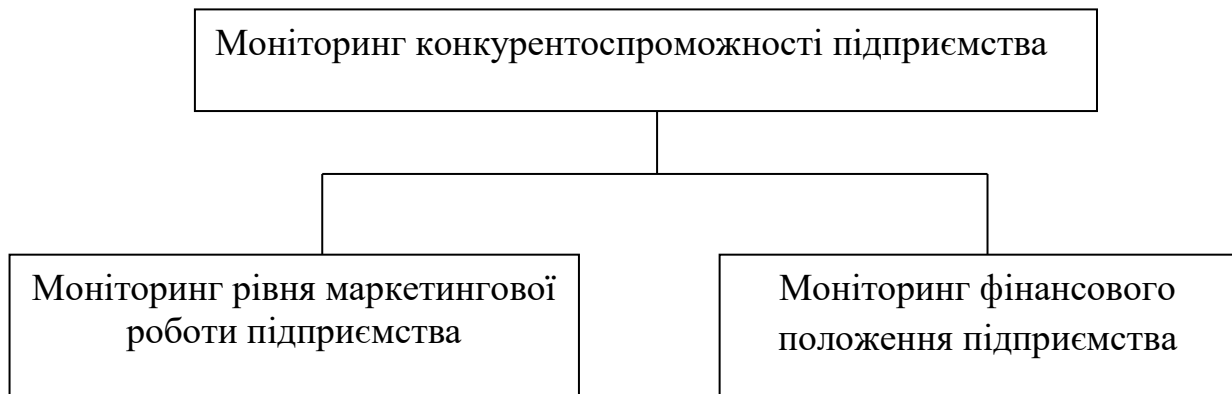 Моніторинг конкурентоспроможності підприємства
Моніторинг рівня маркетингової
роботи підприємства
Моніторинг фінансового
положення підприємства